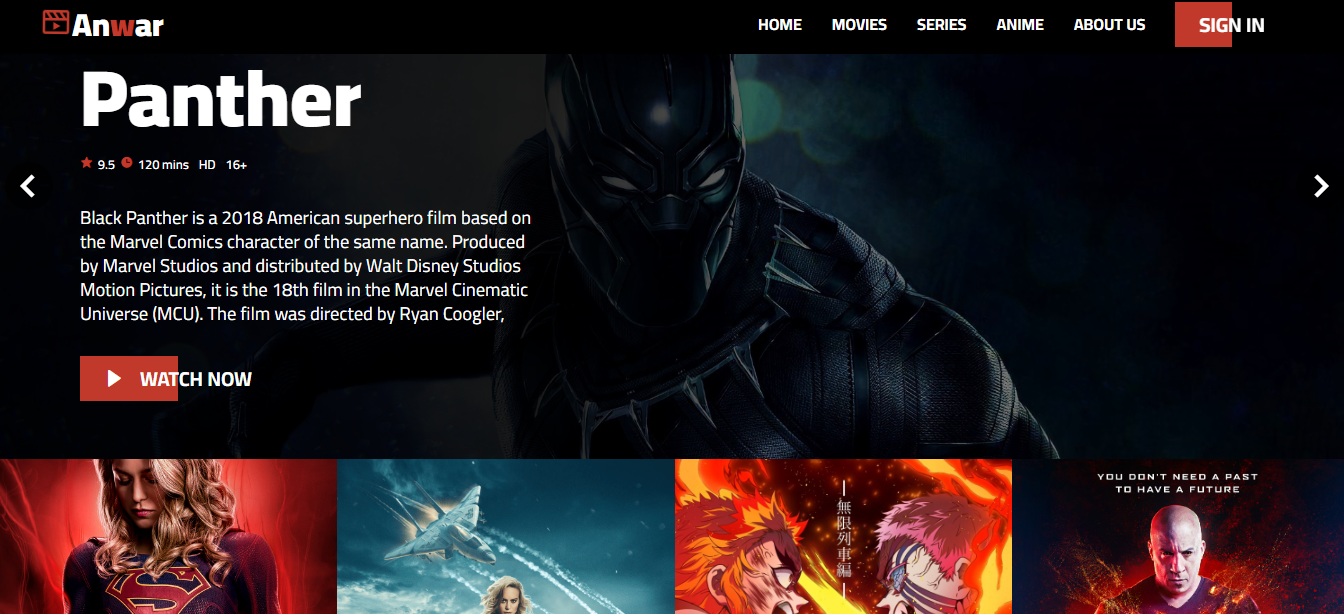 Anwar
HOME MOVIES SERIES ANIME ABOUT US SIGN IN
Panther
9.5 120 mins HD 16+
Black Panther is a 2018 American superhero film based on
the Marvel Comics character of the same name. Produced
by Marvel Studios and distributed by Walt Disney Studios
Motion Pictures, it is the 18th film in the Marvel Cinematic
Universe (MCU). The film was directed by Ryan Coogler,
WATCH NOW
無限列車編
YOU DON'T NEED A PAST
TO HAVE A FUTURE